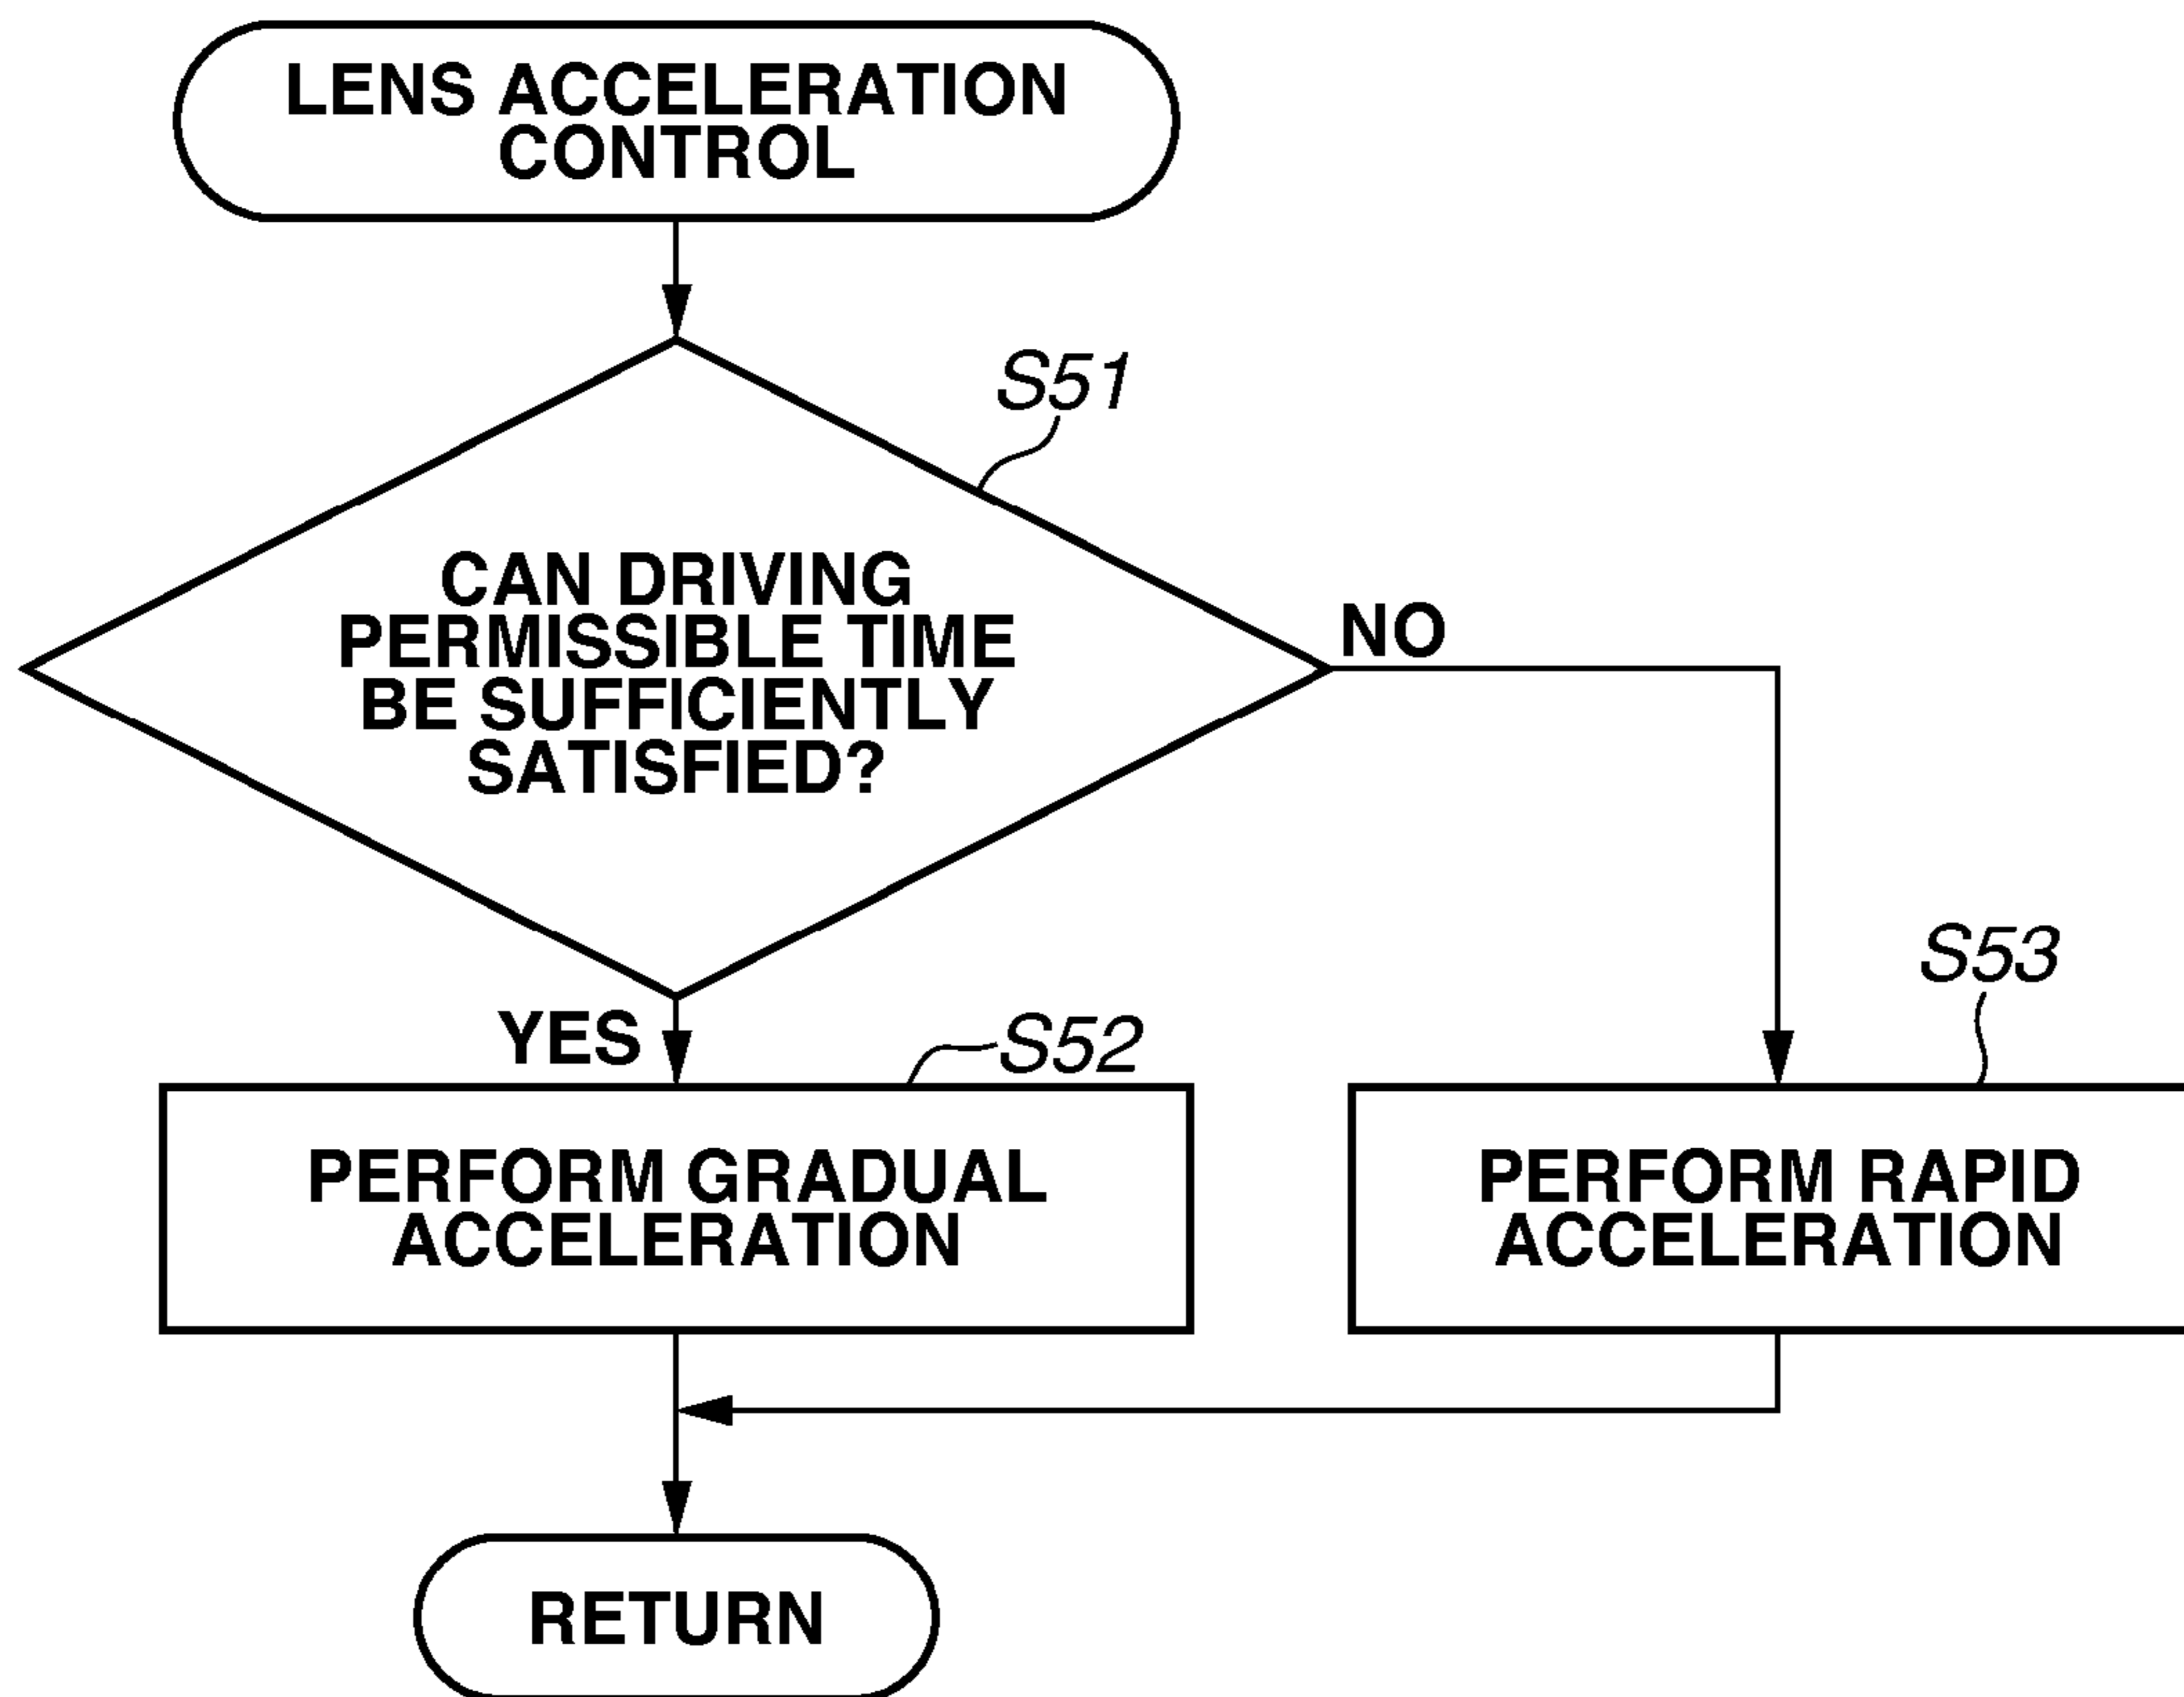 LENS ACCELERATION
CONTROL
S51
CAN DRIVING
PERMISSIBLE TIME
BE SUFFICIENTLY
SATISFIED?
NO
YES
S52
S53
PERFORM GRADUAL
ACCELERATION
PERFORM RAPID
ACCELERATION
RETURN